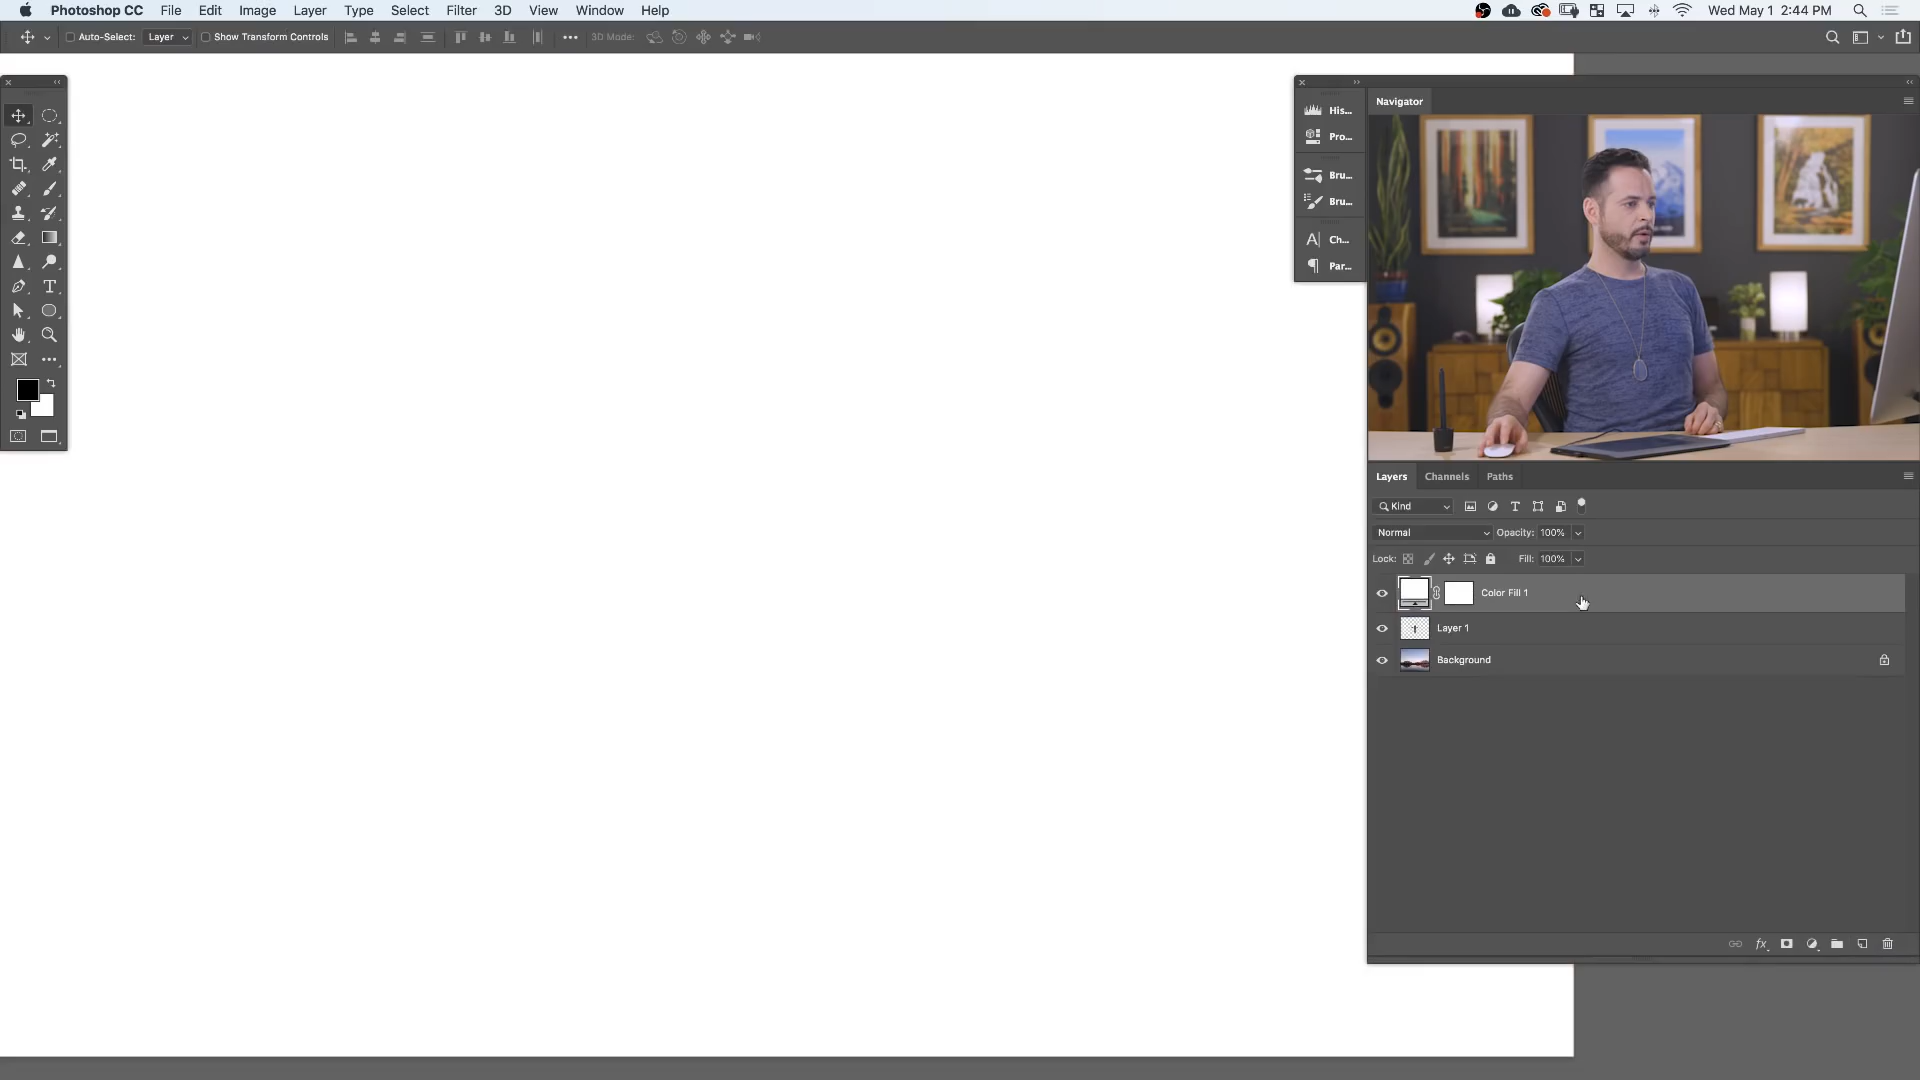 Photoshop CC File Edit Image Layer Type Select Filter 3D View Window Help Wed May 1 2:44 PM
Auto-Select: Layer Show Transform Controls 3D Mode:
Navigator
His...
Pro...
Bru...
Bru...
Ch...
Par...
Layers Channels Paths
Kind
Normal Opacity: 100%
Lock: Fill: 100%
Color Fill 1
Layer 1
Background
fx